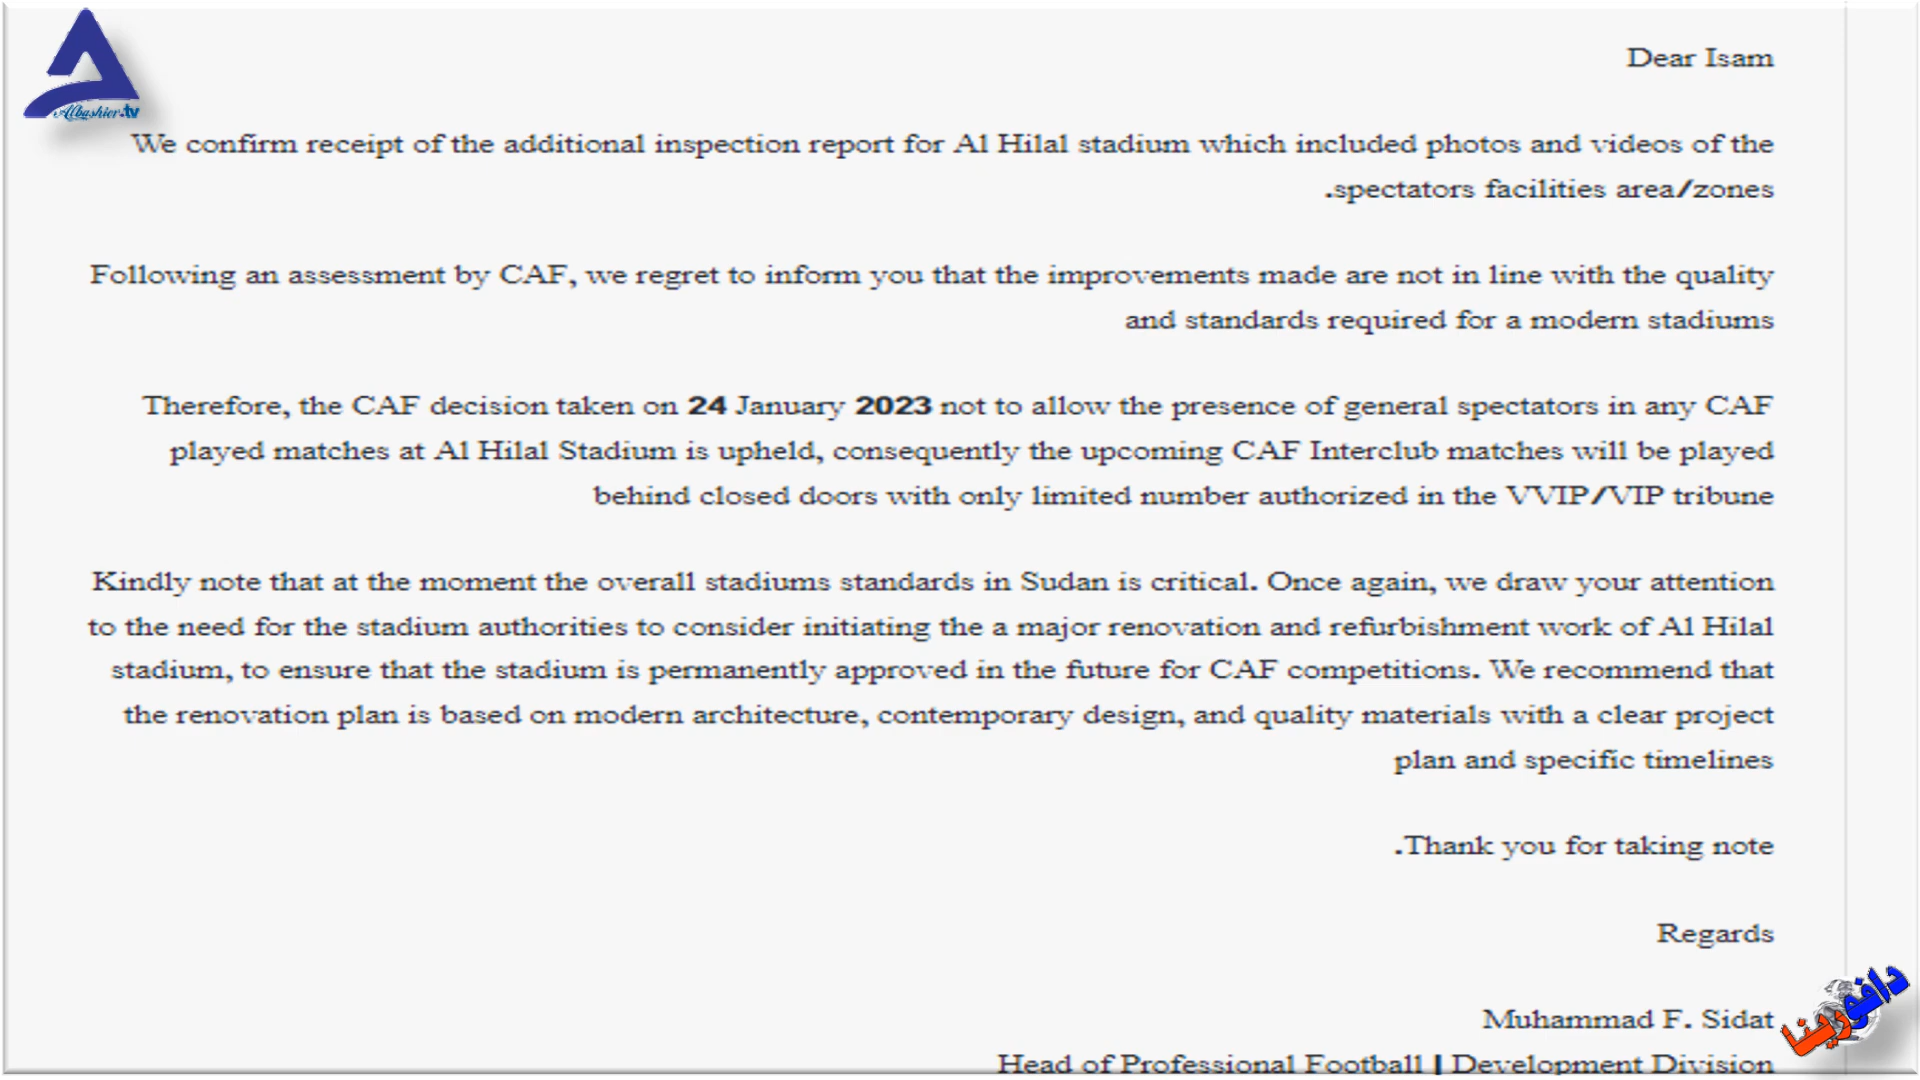 Albashier.tv
Dear Isam
We confirm receipt of the additional inspection report for Al Hilal stadium which included photos and videos of the
.spectators facilities area/zones
Following an assessment by CAF, we regret to inform you that the improvements made are not in line with the quality
and standards required for a modern stadiums
Therefore, the CAF decision taken on 24 January 2023 not to allow the presence of general spectators in any CAF
played matches at Al Hilal Stadium is upheld, consequently the upcoming CAF Interclub matches will be played
behind closed doors with only limited number authorized in the VVIP/VIP tribune
Kindly note that at the moment the overall stadiums standards in Sudan is critical. Once again, we draw your attention
to the need for the stadium authorities to consider initiating the a major renovation and refurbishment work of Al Hilal
stadium, to ensure that the stadium is permanently approved in the future for CAF competitions. We recommend that
the renovation plan is based on modern architecture, contemporary design, and quality materials with a clear project
plan and specific timelines
.Thank you for taking note
Regards
Muhammad F. Sidat
Head of Professional Football | Development Division
دافورينا